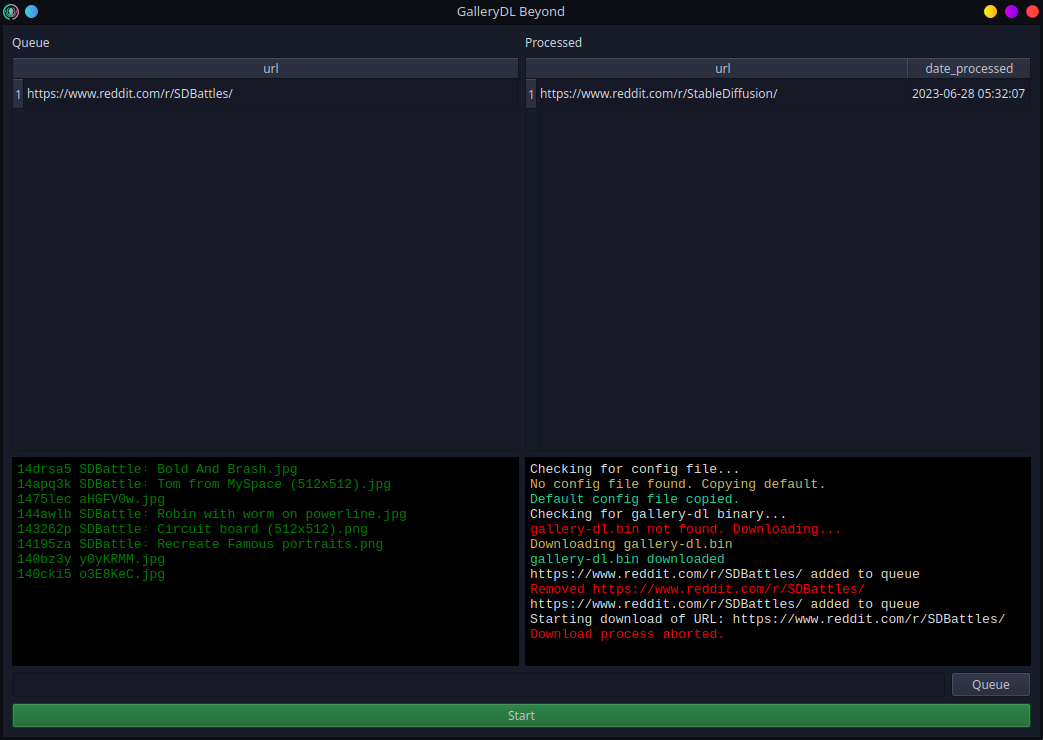 GalleryDL Beyond
Queue
url
1 https://www.reddit.com/r/SDBattles/
Processed
url date_processed
1 https://www.reddit.com/r/StableDiffusion/ 2023-06-28 05:32:07
14drsa5 SDBattle: Bold And Brash.jpg
14apq3k SDBattle: Tom from MySpace (512x512).jpg
1475lec aHGFV0w.jpg
144awlb SDBattle: Robin with worm on powerline.jpg
143262p SDBattle: Circuit board (512x512).png
14195za SDBattle: Recreate Famous portraits.png
140bz3y y0yKRMM.jpg
140cki5 o3E8KeC.jpg
Checking for config file...
No config file found. Copying default.
Default config file copied.
Checking for gallery-dl binary...
gallery-dl.bin not found. Downloading...
Downloading gallery-dl.bin
gallery-dl.bin downloaded
https://www.reddit.com/r/SDBattles/ added to queue
Removed https://www.reddit.com/r/SDBattles/
https://www.reddit.com/r/SDBattles/ added to queue
Starting download of URL: https://www.reddit.com/r/SDBattles/
Download process aborted.
Queue
Start